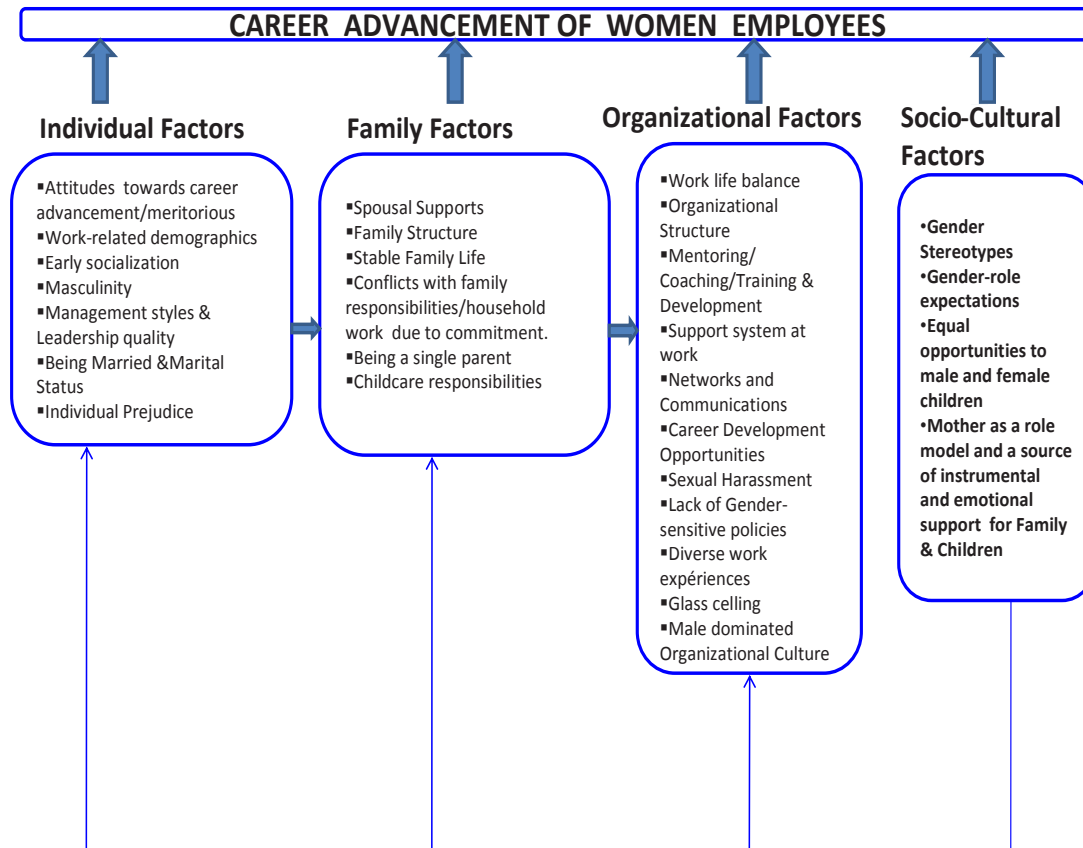 CAREER ADVANCEMENT OF WOMEN EMPLOYEES
Individual Factors
▪Attitudes towards career
advancement/meritorious
▪Work-related demographics
▪Early socialization
▪Masculinity
▪Management styles &
Leadership quality
▪Being Married &Marital
Status
▪Individual Prejudice
Family Factors
▪Spousal Supports
▪Family Structure
▪Stable Family Life
▪Conflicts with family
responsibilities/household
work due to commitment.
▪Being a single parent
▪Childcare responsibilities
Organizational Factors
▪Work life balance
▪Organizational
Structure
▪Mentoring/
Coaching/Training &
Development
▪Support system at
work
▪Networks and
Communications
▪Career Development
Opportunities
▪Sexual Harassment
▪Lack of Gender-
sensitive policies
▪Diverse work
expériences
▪Glass celling
▪Male dominated
Organizational Culture
Socio-Cultural
Factors
•Gender
Stereotypes
•Gender-role
expectations
•Equal
opportunities to
male and female
children
•Mother as a role
model and a source
of instrumental
and emotional
support for Family
& Children